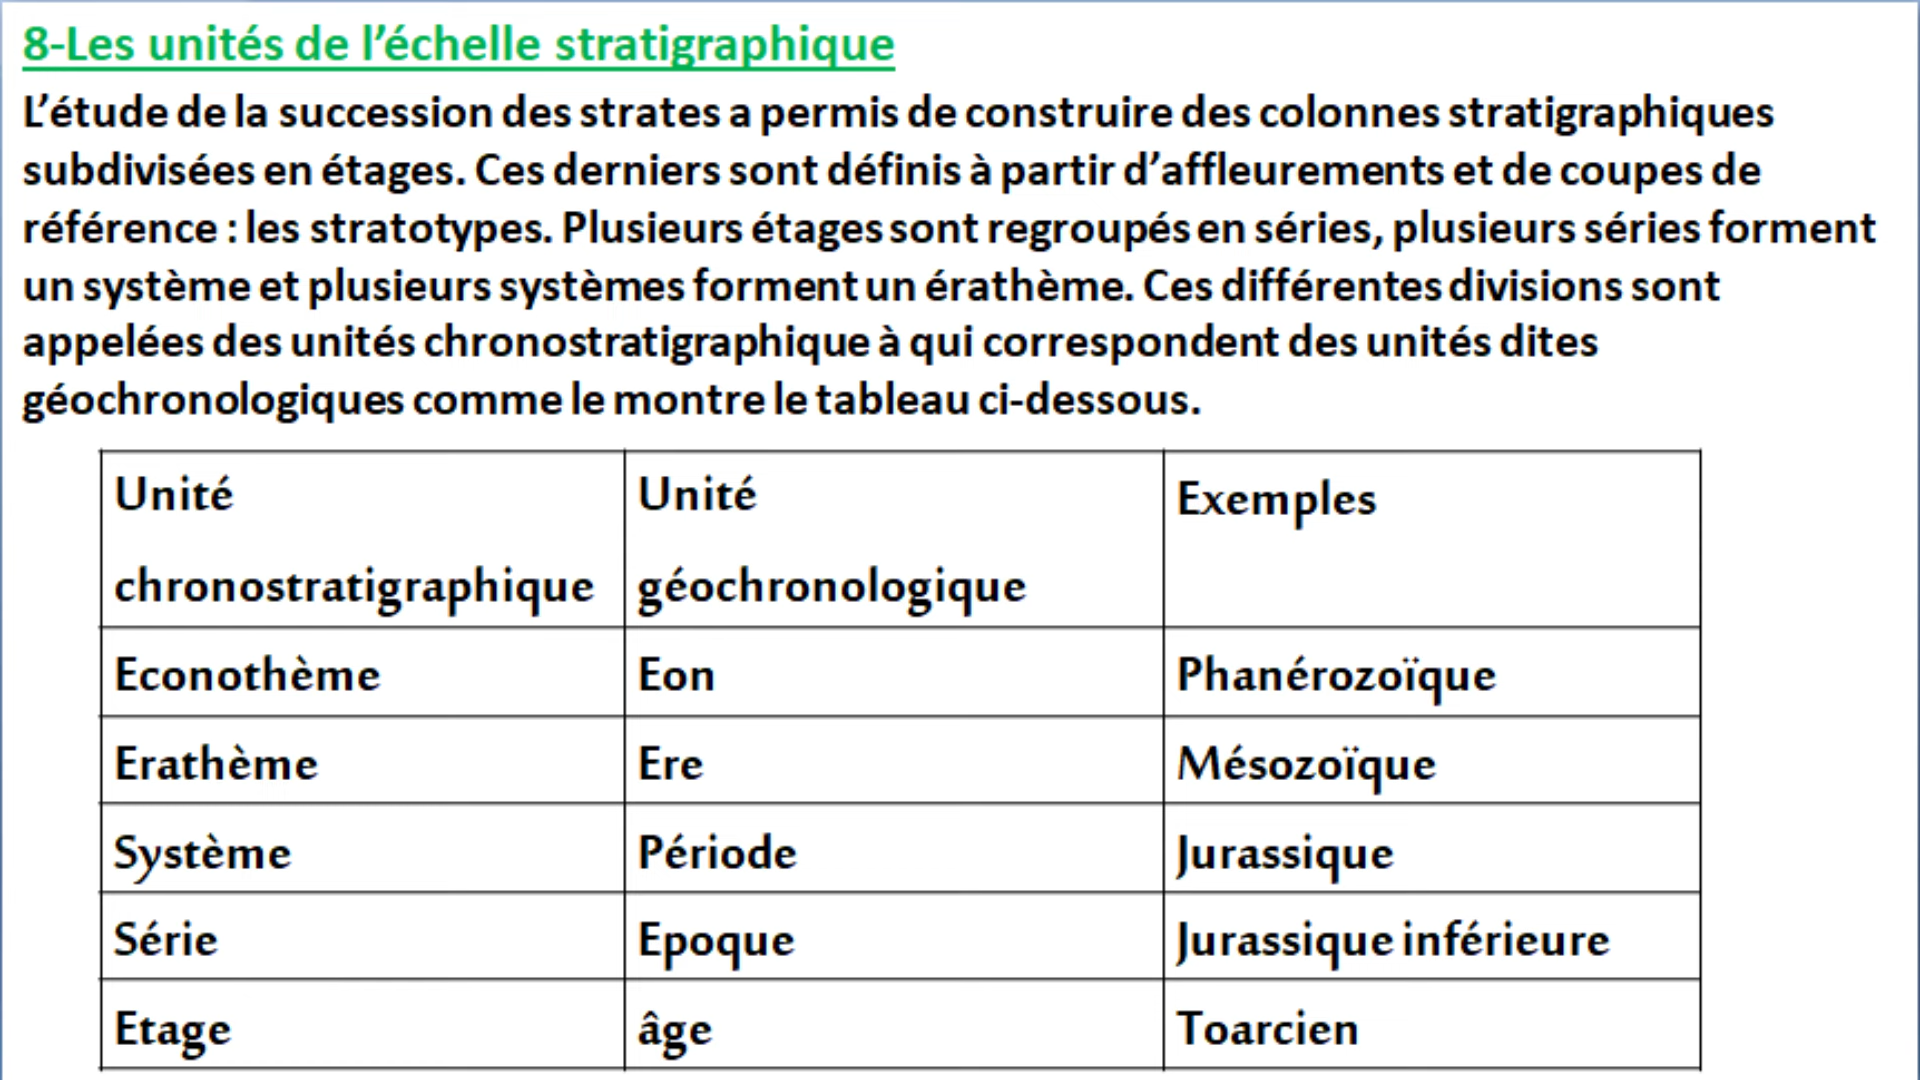 8-Les unités de l’échelle stratigraphique
L’étude de la succession des strates a permis de construire des colonnes stratigraphiques
subdivisées en étages. Ces derniers sont définis à partir d’affleurements et de coupes de
référence : les stratotypes. Plusieurs étages sont regroupés en séries, plusieurs séries forment
un système et plusieurs systèmes forment un érathème. Ces différentes divisions sont
appelées des unités chronostratigraphique à qui correspondent des unités dites
géochronologiques comme le montre le tableau ci-dessous.
Unité chronostratigraphique Unité géochronologique Exemples
Econothème Eon Phanérozoïque
Erathème Ere Mésozoïque
Système Période Jurassique
Série Epoque Jurassique inférieure
Etage âge Toarcien